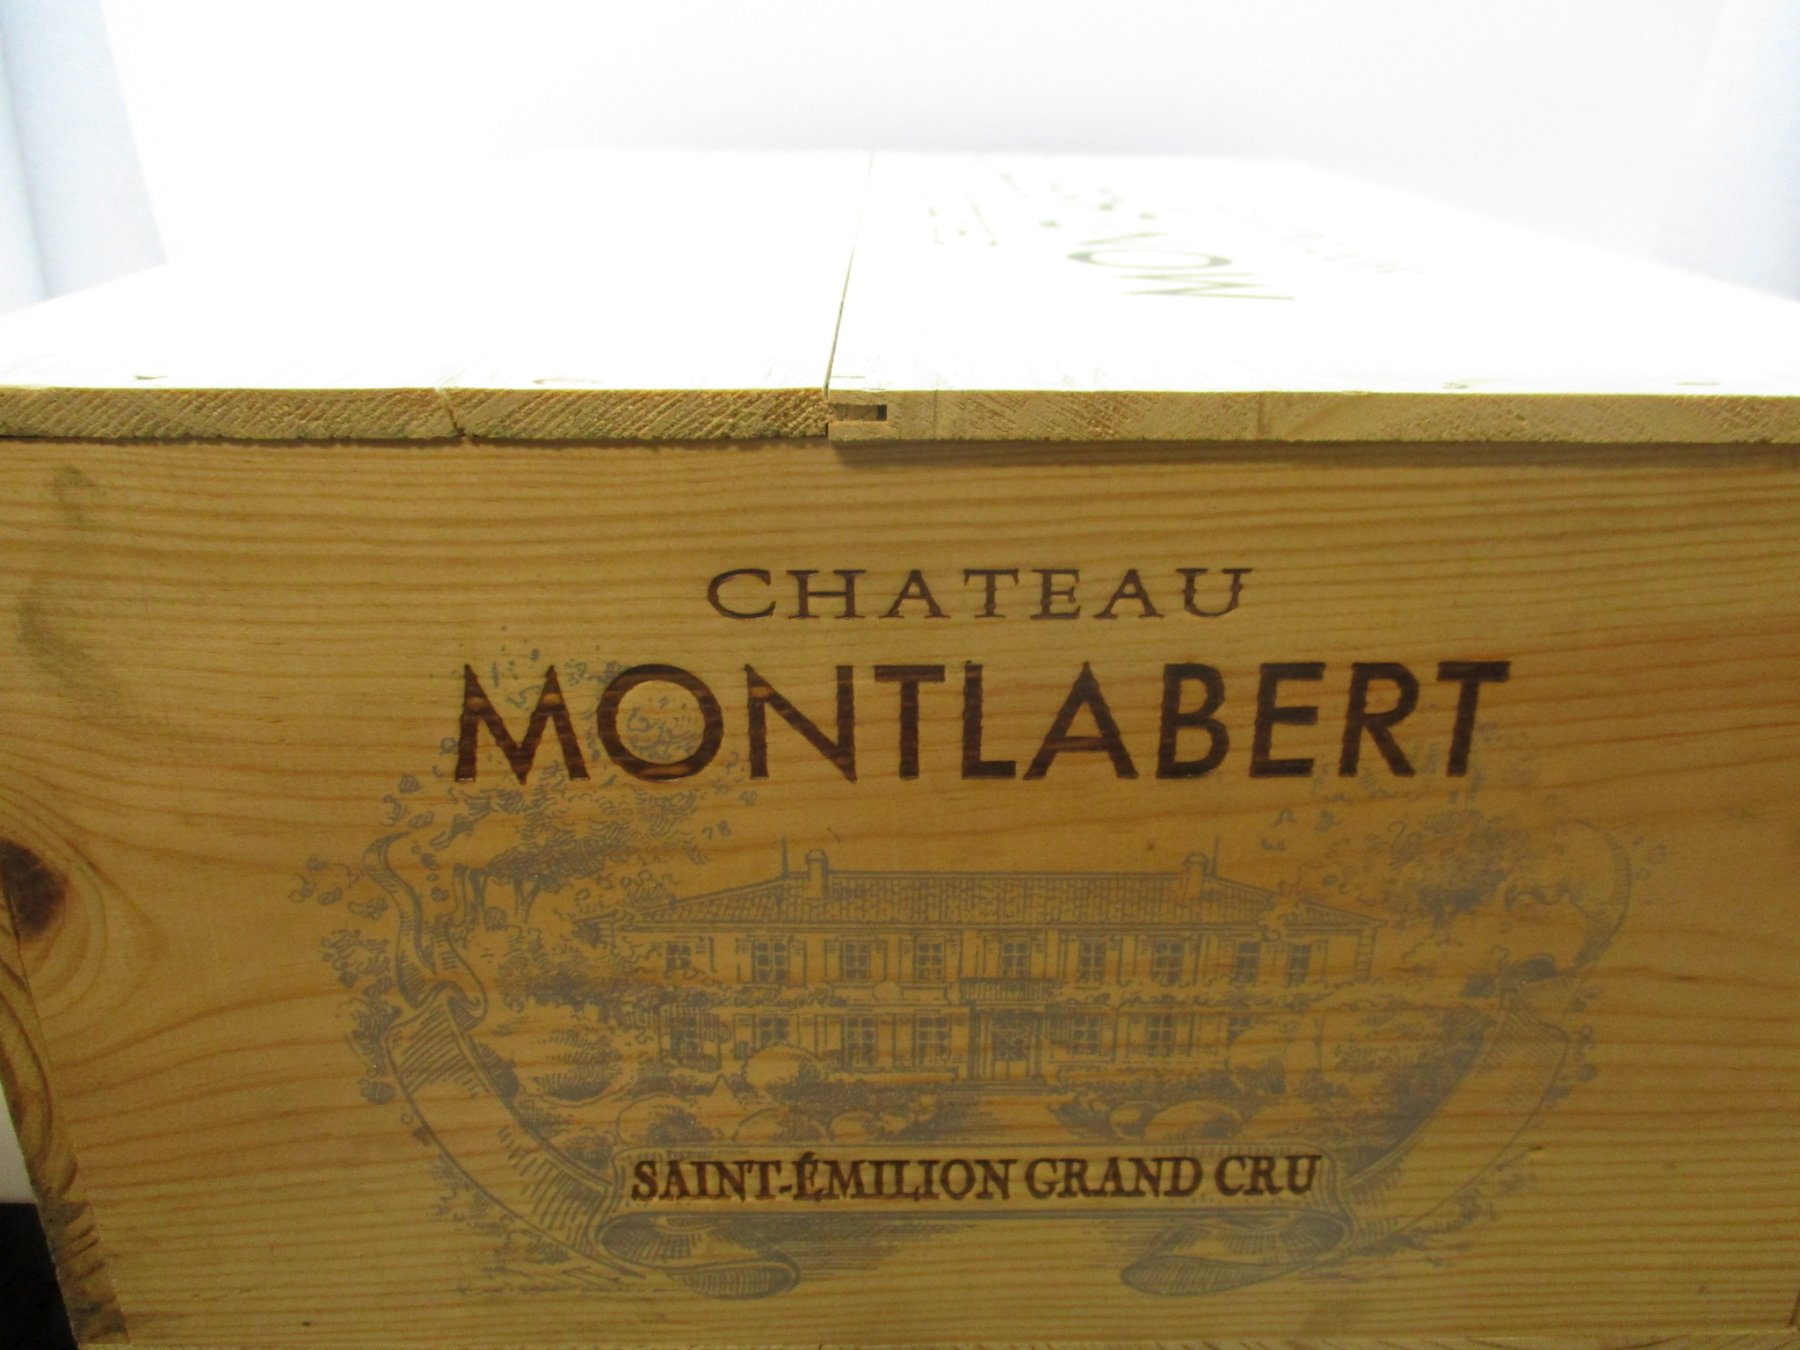 CHATEAU
MONTLABERT
SAINT-ÉMILION GRAND CRU